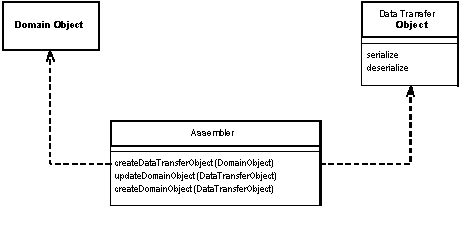 Domain Object
Data Transfer
Object
serialize
deserialize
Assembler
createDataTransferObject(DomainObject)
updateDomainObject(DataTransferObject)
createDomainObject(DataTransferObject)